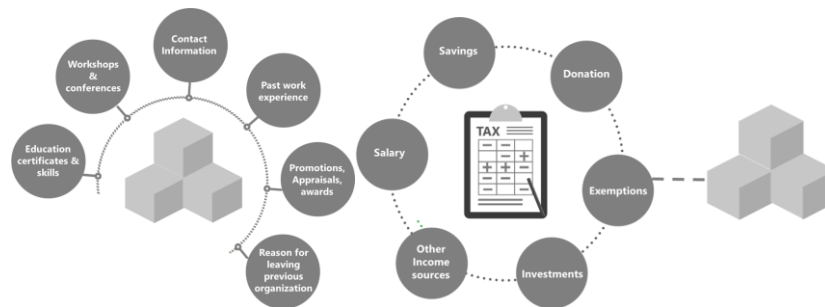 Contact
Information
Workshops
&
conferences
Past work
experience
Education
certificates &
skills
Promotions,
Appraisals,
awards
Reason for
leaving
previous
organization
Savings
Donation
Salary
TAX
Exemptions
Other
Income
sources
Investments